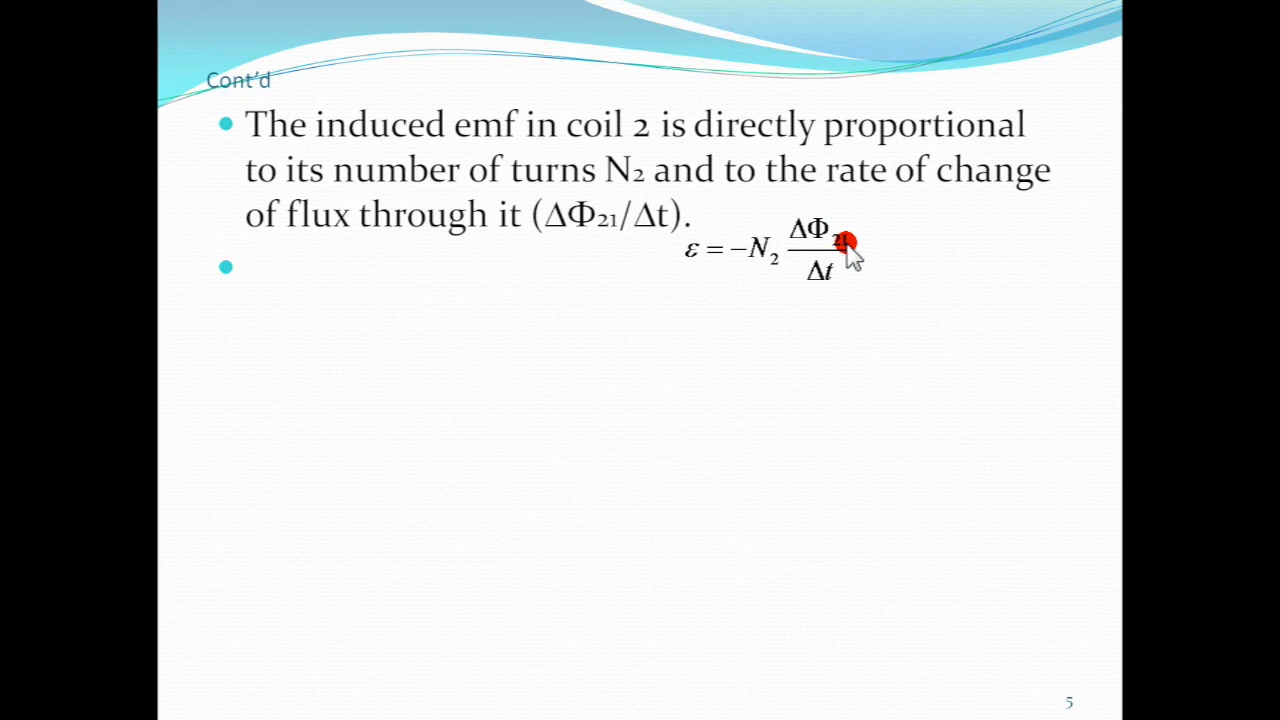 Cont'd
• The induced emf in coil 2 is directly proportional
to its number of turns N₂ and to the rate of change
of flux through it (ΔΦ₂₁/Δt).
ε = −N₂ ΔΦ₂₁/Δt
•
5